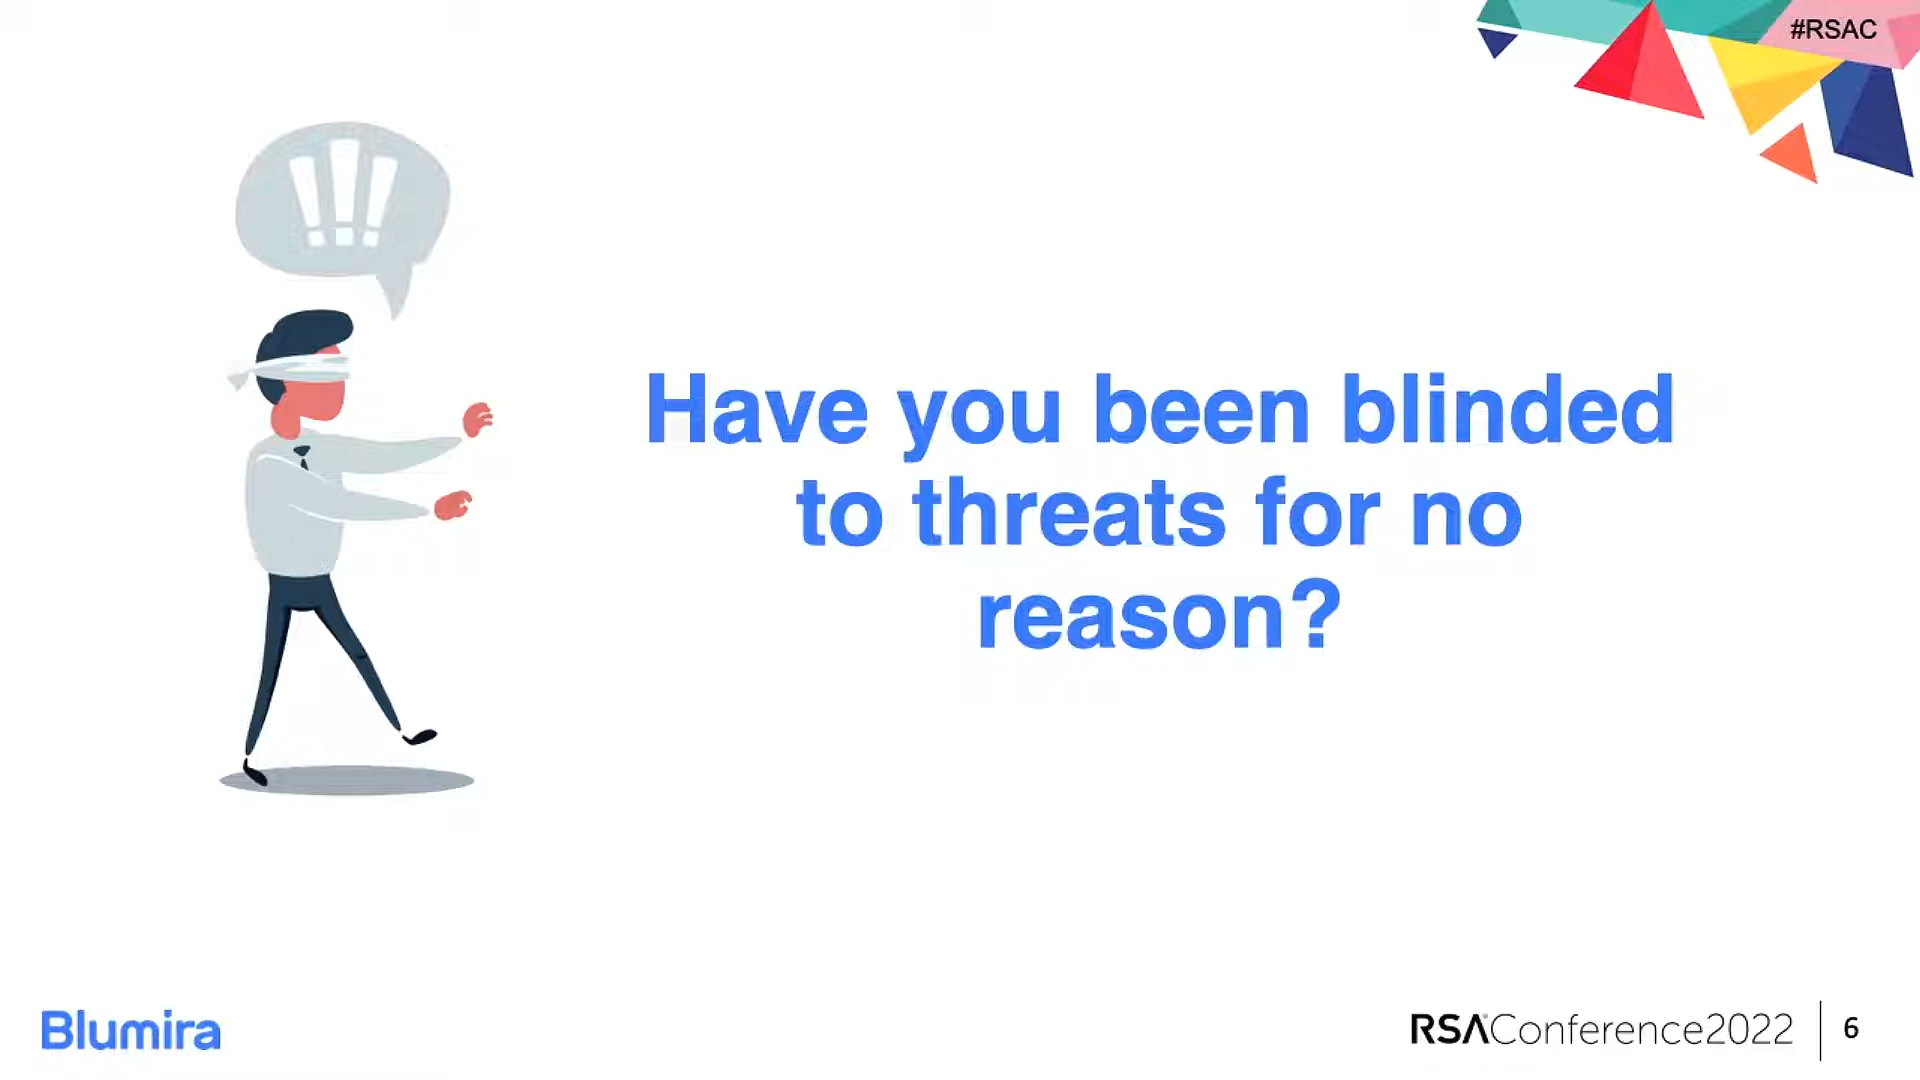 #RSAC
!!!
Have you been blinded
to threats for no
reason?
Blumira
RSAConference2022
6